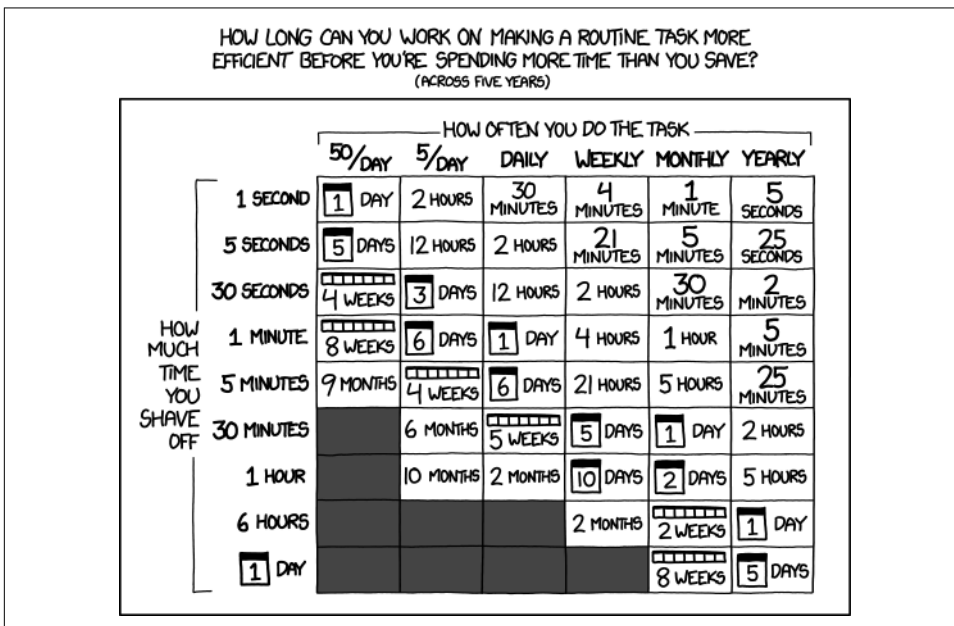 HOW LONG CAN YOU WORK ON MAKING A ROUTINE TASK MORE
EFFICIENT BEFORE YOU'RE SPENDING MORE TIME THAN YOU SAVE?
(ACROSS FIVE YEARS)
HOW OFTEN YOU DO THE TASK
50/DAY 5/DAY DAILY WEEKLY MONTHLY YEARLY
HOW
MUCH
TIME
YOU
SHAVE
OFF
1 SECOND 1 DAY 2 HOURS 30 MINUTES 4 MINUTES 1 MINUTE 5 SECONDS
5 SECONDS 5 DAYS 12 HOURS 2 HOURS 21 MINUTES 5 MINUTES 25 SECONDS
30 SECONDS 4 WEEKS 3 DAYS 12 HOURS 2 HOURS 30 MINUTES 2 MINUTES
1 MINUTE 8 WEEKS 6 DAYS 1 DAY 4 HOURS 1 HOUR 5 MINUTES
5 MINUTES 9 MONTHS 4 WEEKS 6 DAYS 21 HOURS 5 HOURS 25 MINUTES
30 MINUTES 6 MONTHS 5 WEEKS 5 DAYS 1 DAY 2 HOURS
1 HOUR 10 MONTHS 2 MONTHS 10 DAYS 2 DAYS 5 HOURS
6 HOURS 2 MONTHS 2 WEEKS 1 DAY
1 DAY 8 WEEKS 5 DAYS